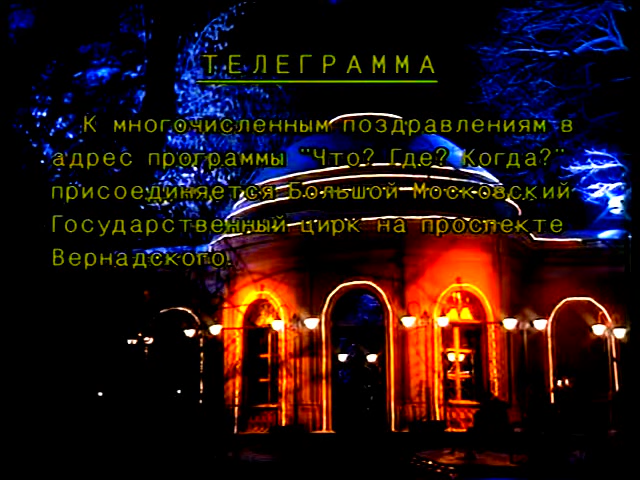 ТЕЛЕГРАММА
К многочисленным поздравлениям в
адрес программы "Что? Где? Когда?"
присоединяется Большой Московский
Государственный цирк на проспекте
Вернадского.